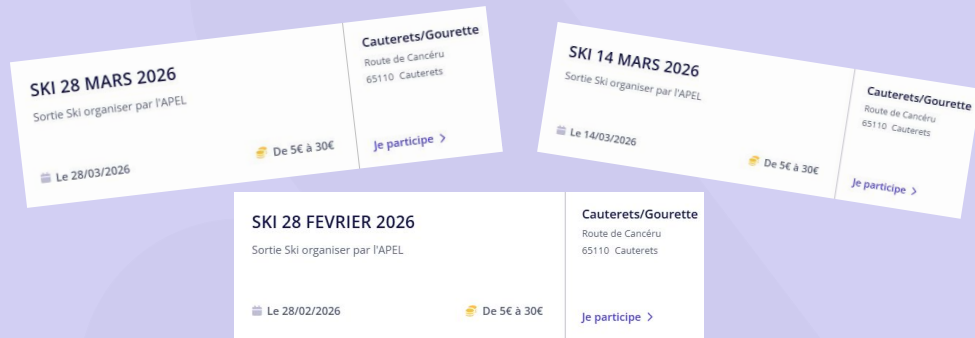 SKI 28 MARS 2026
Sortie Ski organiser par l'APEL
Le 28/03/2026
De 5€ à 30€
Cauterets/Gourette
Route de Cancéru
65110 Cauterets
Je participe
SKI 14 MARS 2026
Sortie Ski organiser par l'APEL
Le 14/03/2026
De 5€ à 30€
Cauterets/Gourette
Route de Cancéru
65110 Cauterets
Je participe
SKI 28 FEVRIER 2026
Sortie Ski organiser par l'APEL
Le 28/02/2026
De 5€ à 30€
Cauterets/Gourette
Route de Cancéru
65110 Cauterets
Je participe